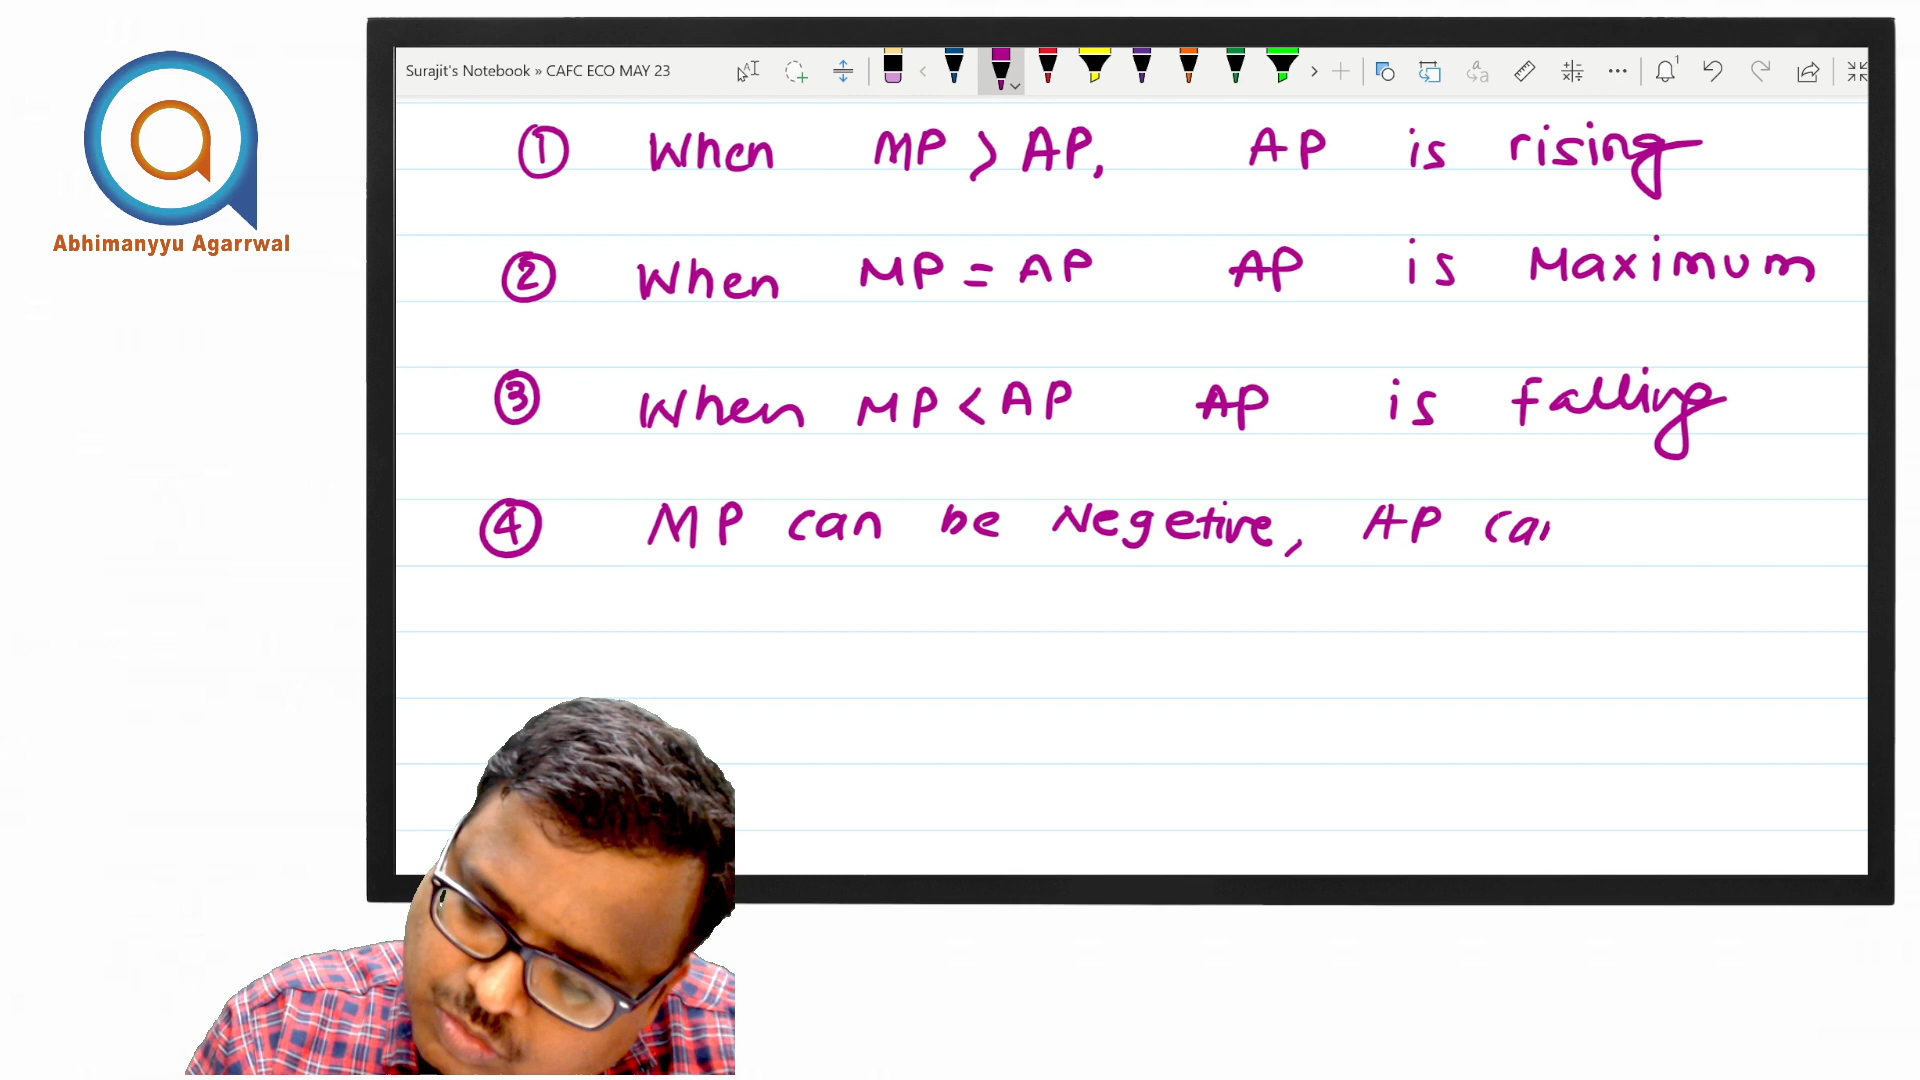 Surajit's Notebook » CAFC ECO MAY 23
Abhimanyyu Agarrwal
① When MP > AP, AP is rising
② When MP = AP AP is Maximum
③ When MP < AP AP is falling
④ MP can be Negetive, AP can